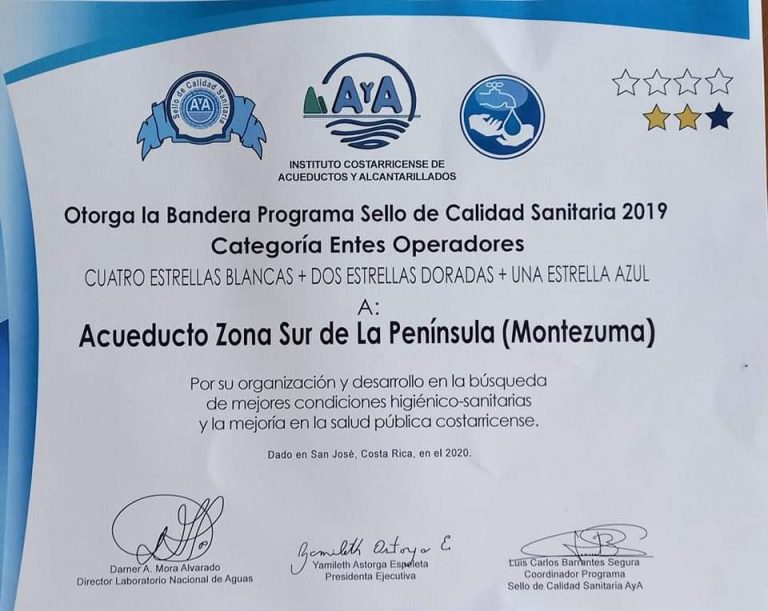 Sello de Calidad Sanitaria
AyA
AYA
INSTITUTO COSTARRICENSE DE
ACUEDUCTOS Y ALCANTARILLADOS
Otorga la Bandera Programa Sello de Calidad Sanitaria 2019
Categoría Entes Operadores
CUATRO ESTRELLAS BLANCAS + DOS ESTRELLAS DORADAS + UNA ESTRELLA AZUL
A:
Acueducto Zona Sur de La Península (Montezuma)
Por su organización y desarrollo en la búsqueda
de mejores condiciones higiénico-sanitarias
y la mejoría en la salud pública costarricense.
Dado en San José, Costa Rica, en el 2020.
Yamileth Astorga E
Darner A. Mora Alvarado
Director Laboratorio Nacional de Aguas
Yamileth Astorga Espeleta
Presidenta Ejecutiva
Luis Carlos Barrantes Segura
Coordinador Programa
Sello de Calidad Sanitaria AyA